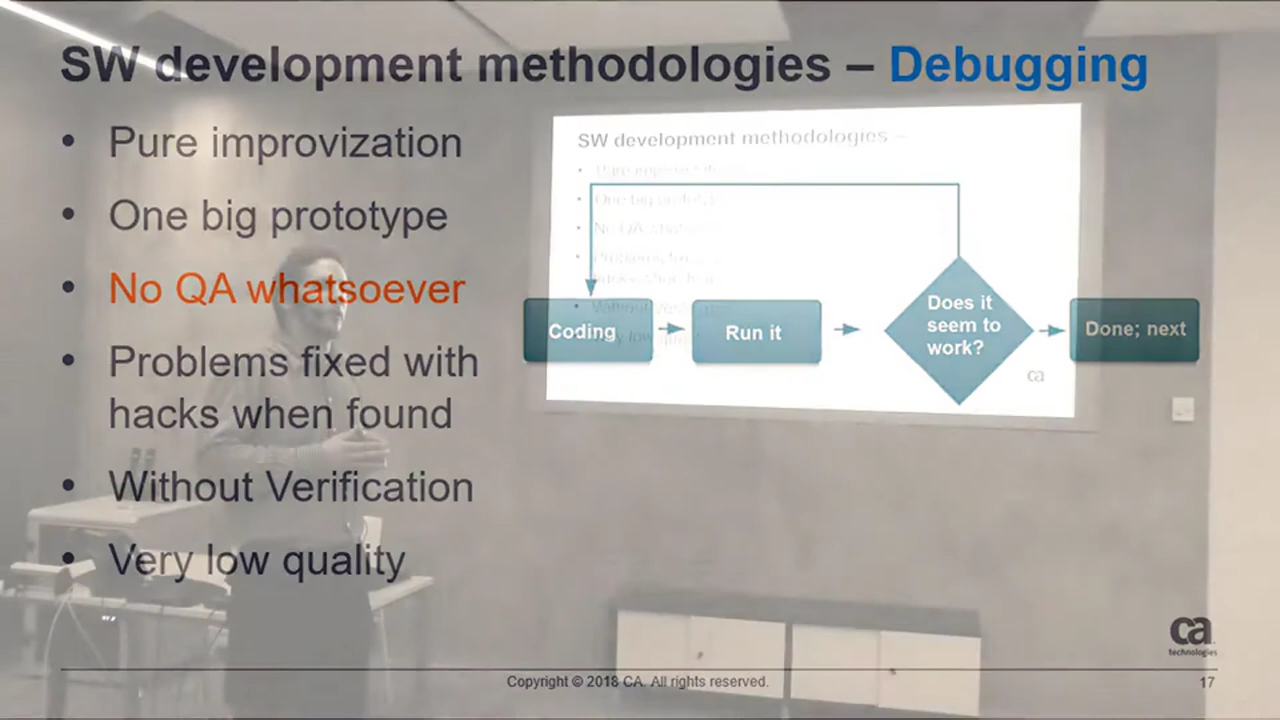 SW development methodologies – Debugging
• Pure improvization
• One big prototype
• No QA whatsoever
• Problems fixed with
hacks when found
• Without Verification
• Very low quality
SW development methodologies –
Coding
Run it
Does it
seem to
work?
Done; next
ca
ca
technologies
Copyright © 2018 CA. All rights reserved.
17